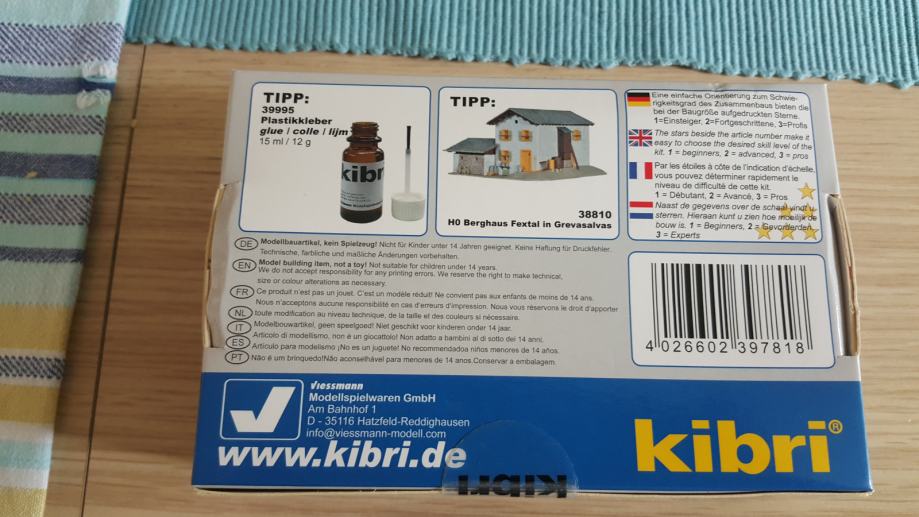 TIPP:
39995
Plastikkleber
glue / colle / lijm
15 ml / 12 g
kibr
TIPP:
38810
H0 Berghaus Fextal in Grevasalvas
Eine einfache Orientierung zum Schwie-
rigkeitsgrad des Zusammenbaus bieten die
bei der Baugröße aufgedruckten Sterne.
1=Einsteiger, 2=Fortgeschrittene, 3=Profis
The stars beside the article number make it
easy to choose the desired skill level of the
kit. 1 = beginners, 2 = advanced, 3 = pros
Par les étoiles à côte de l'indication d'échelle,
vous pouvez déterminer rapidement le
niveau de difficulté de cette kit.
1 = Débutant, 2 = Avancé, 3 = Pros
Naast de gegevens over de schaal vindt u
sterren. Hieraan kunt u zien hoe moeilijk de
bouw is. 1 = Beginners, 2 = Gevorderden,
3 = Experts
DE Modellbauartikel, kein Spielzeug! Nicht für Kinder unter 14 Jahren geeignet. Keine Haftung für Druckfehler.
Technische, farbliche und maßliche Änderungen vorbehalten.
EN Model building item, not a toy! Not suitable for children under 14 years.
We do not accept responsibility for any printing errors. We reserve the right to make technical,
size or colour alterations as necessary.
FR Ce produit n'est pas un jouet. C'est un modèle réduit! Ne convient pas aux enfants de moins de 14 ans.
Nous n'acceptons aucune responsabilité en cas d'erreurs d'impression. Nous vous réservons le droit d'apporter
toute modification au niveau technique, de la taille et des couleurs si nécessaire.
NL Modelbouwartikel, geen speelgoed! Niet geschikt voor kinderen onder 14 jaar.
IT Articolo di modellismo, non è un giocattolo! Non adatto a bambini al di sotto dei 14 anni.
ES Artículo para modelismo ¡No es un juguete! No recommendado a niños menores de 14 años.
PT Não é um brinquedo! Não aconselhável para menores de 14 anos. Conservar a embalagem.
4 026602 397818
viessmann
Modellspielwaren GmbH
Am Bahnhof 1
D - 35116 Hatzfeld-Reddighausen
info@viessmann-modell.com
www.kibri.de
kibri®
kibri